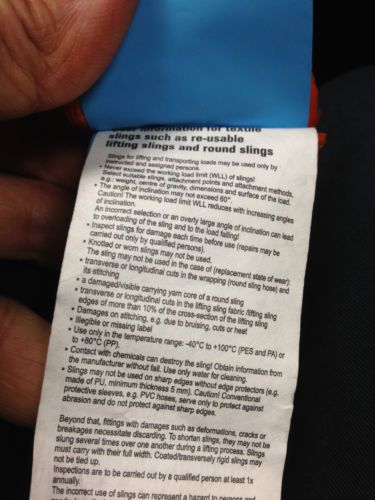 User information for textile
slings such as re-usable
lifting slings and round slings
Slings for lifting and transporting loads may be used only by
instructed and assigned persons.
• Never exceed the working load limit (WLL) of slings!
Select suitable slings, attachment points and attachment methods,
e.g.: weight, centre of gravity, dimensions and surface of the load.
• The angle of inclination may not exceed 60°.
Caution! The working load limit WLL reduces with increasing angles
of inclination.
An incorrect selection or an overly large angle of inclination can lead
to overloading of the sling and to the load falling!
• Inspect slings for damage each time before use (repairs may be
carried out only by qualified persons).
• Knotted or worn slings may not be used.
The sling may not be used in the case of (replacement state of wear):
• transverse or longitudinal cuts in the wrapping (round sling hose) and
its stitching
• a damaged/visible carrying yarn core of a round sling
• transverse or longitudinal cuts in the lifting sling fabric /lifting sling
edges of more than 10% of the cross-section of the lifting sling
• Damages on stitching, e.g. due to bruising, cuts or heat
• Illegible or missing label
• Use only in the temperature range: -40°C to +100°C (PES and PA) or
to +80°C (PP).
• Contact with chemicals can destroy the sling! Obtain information from
the manufacturer without fail. Use only water for cleaning.
• Slings may not be used on sharp edges without edge protectors (e.g.
made of PU, minimum thickness 5 mm). Caution! Conventional
protective sleeves, e.g. PVC hoses, serve only to protect against
abrasion and do not protect against sharp edges.
Beyond that, fittings with damages such as deformations, cracks or
breakages necessitate discarding. To shorten slings, they may not be
slung several times over one another during a lifting process. Slings
must carry with their full width. Coated/transversely rigid slings may
not be tied up.
Inspections are to be carried out by a qualified person at least 1x
annually.
The incorrect use of slings can represent a hazard to persons and